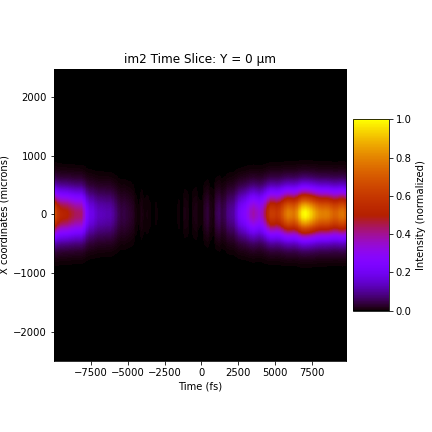 im2 Time Slice: Y = 0 μm
2000
1000
0
−1000
−2000
X coordinates (microns)
−7500 −5000 −2500 0 2500 5000 7500
Time (fs)
1.0
0.8
0.6
0.4
0.2
0.0
Intensity (normalized)